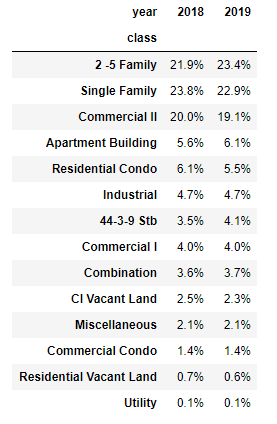 year 2018 2019
class
2 -5 Family 21.9% 23.4%
Single Family 23.8% 22.9%
Commercial II 20.0% 19.1%
Apartment Building 5.6% 6.1%
Residential Condo 6.1% 5.5%
Industrial 4.7% 4.7%
44-3-9 Stb 3.5% 4.1%
Commercial I 4.0% 4.0%
Combination 3.6% 3.7%
CI Vacant Land 2.5% 2.3%
Miscellaneous 2.1% 2.1%
Commercial Condo 1.4% 1.4%
Residential Vacant Land 0.7% 0.6%
Utility 0.1% 0.1%